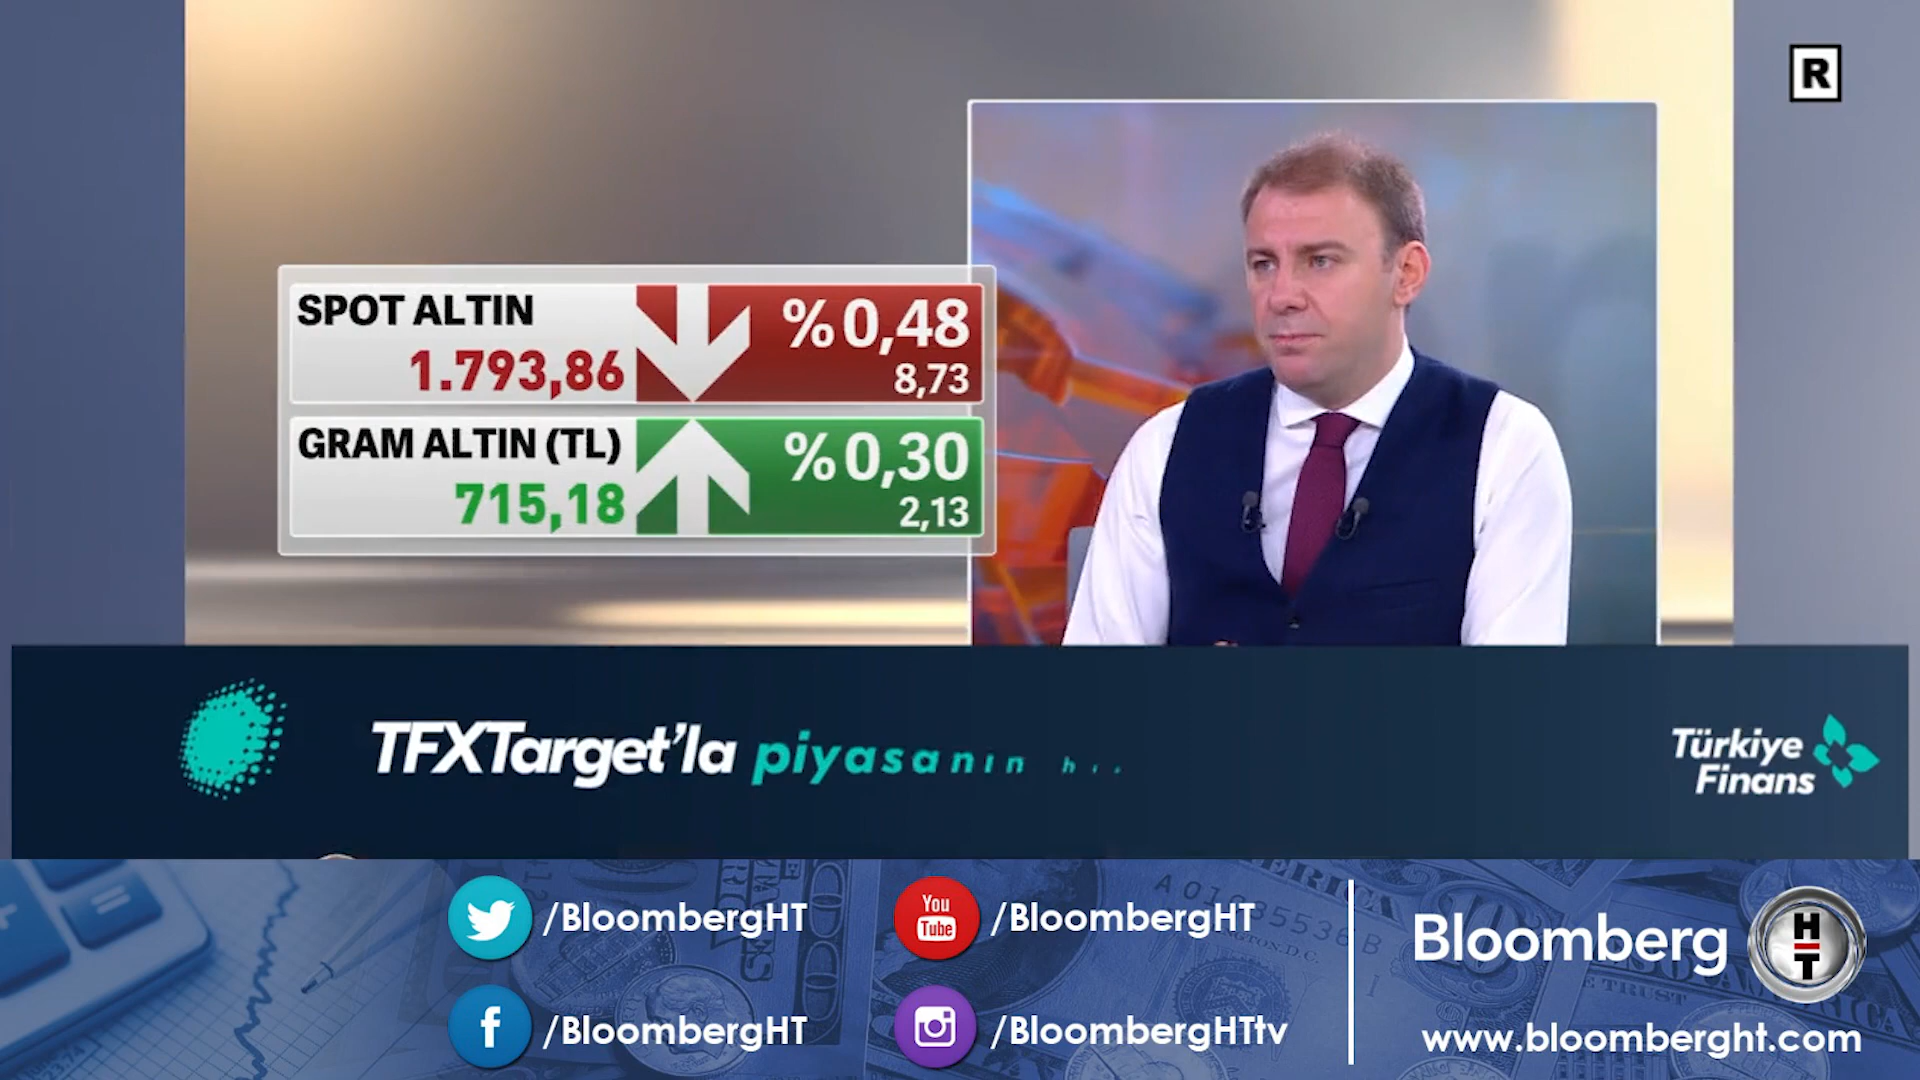 R
SPOT ALTIN
%0,48
1.793,86
8,73
GRAM ALTIN (TL)
%0,30
715,18
2,13
TFXTarget'la piyasanın
Türkiye
Finans
/BloombergHT
You
Tube
/BloombergHT
/BloombergHT
/BloombergHTtv
Bloomberg
HT
www.bloomberght.com